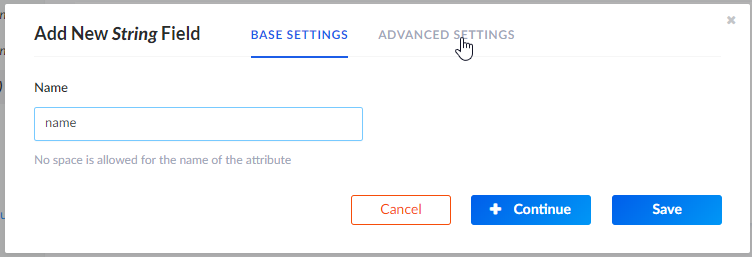 Add New String Field BASE SETTINGS ADVANCED SETTINGS
Name
name
No space is allowed for the name of the attribute
Cancel + Continue Save